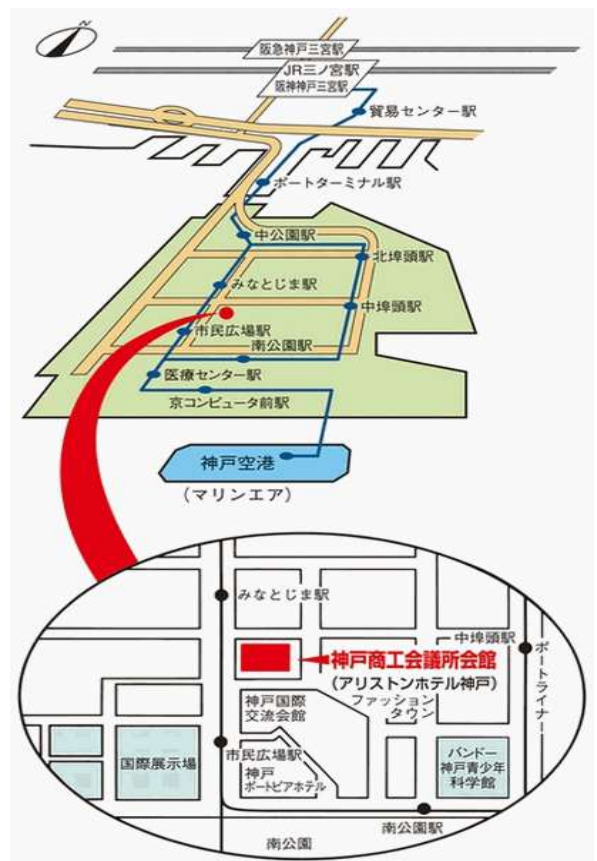 N
阪急神戸三宮駅
JR三ノ宮駅
阪神神戸三宮駅
貿易センター駅
ポートターミナル駅
中公園駅
北埠頭駅
みなとじま駅
中埠頭駅
市民広場駅
南公園駅
医療センター駅
京コンピュータ前駅
神戸空港
(マリンエア)
みなとじま駅
中埠頭駅
ポートライナー
神戸商工会議所会館
(アリストンホテル神戸)
神戸国際
交流会館
ファッション
タウン
国際展示場
市民広場駅
神戸
ポートピアホテル
バンドー
神戸青少年
科学館
南公園駅
南公園